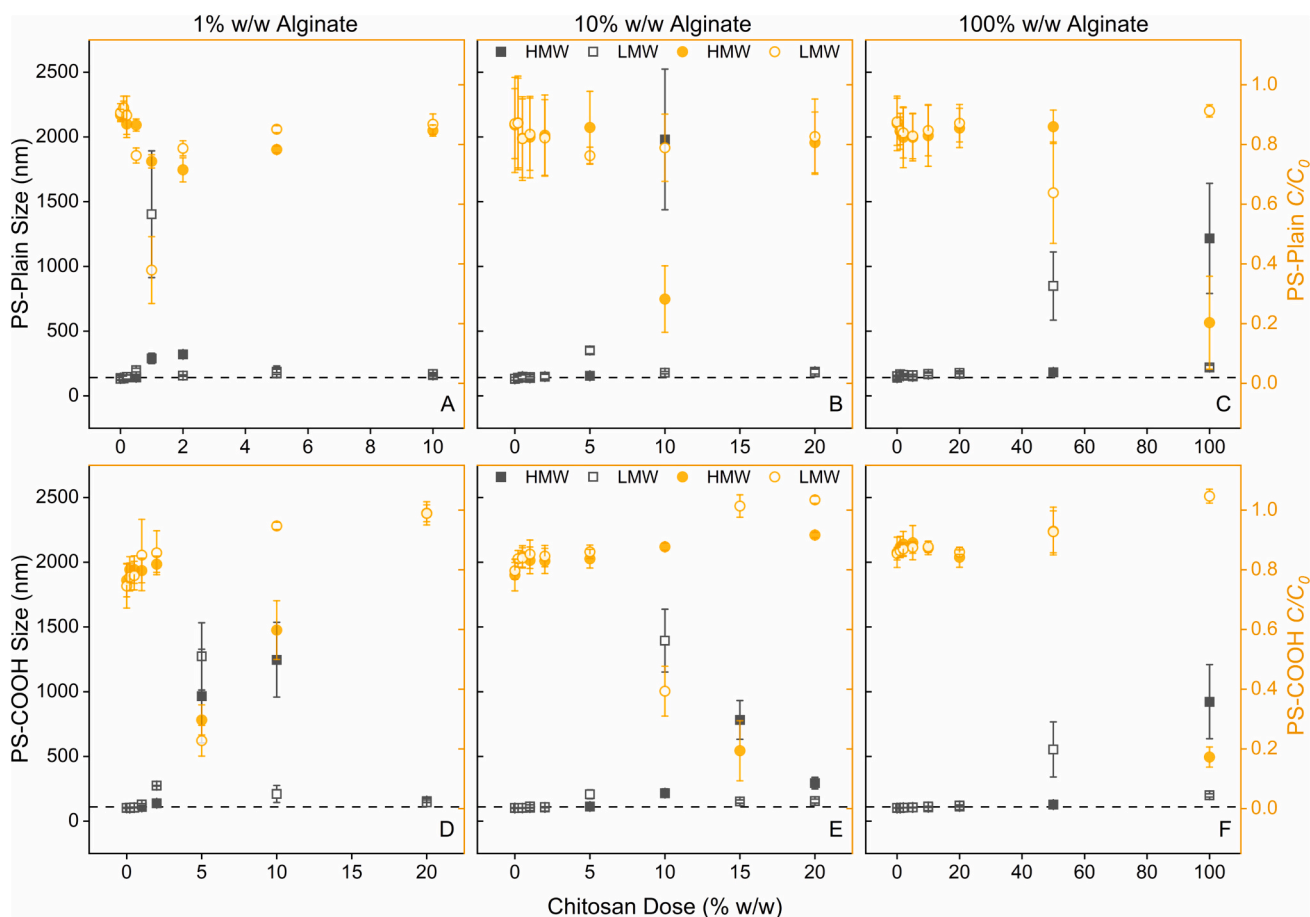 1% w/w Alginate 10% w/w Alginate 100% w/w Alginate
HMW LMW HMW LMW
PS-Plain Size (nm)
2500
2000
1500
1000
500
0
A
0 2 4 6 8 10
B
0 5 10 15 20
C
0 20 40 60 80 100
1.0
0.8
0.6
0.4
0.2
0.0
PS-Plain C/C0
HMW LMW HMW LMW
PS-COOH Size (nm)
2500
2000
1500
1000
500
0
D
0 5 10 15 20
E
0 5 10 15 20
F
0 20 40 60 80 100
1.0
0.8
0.6
0.4
0.2
0.0
PS-COOH C/C0
Chitosan Dose (% w/w)